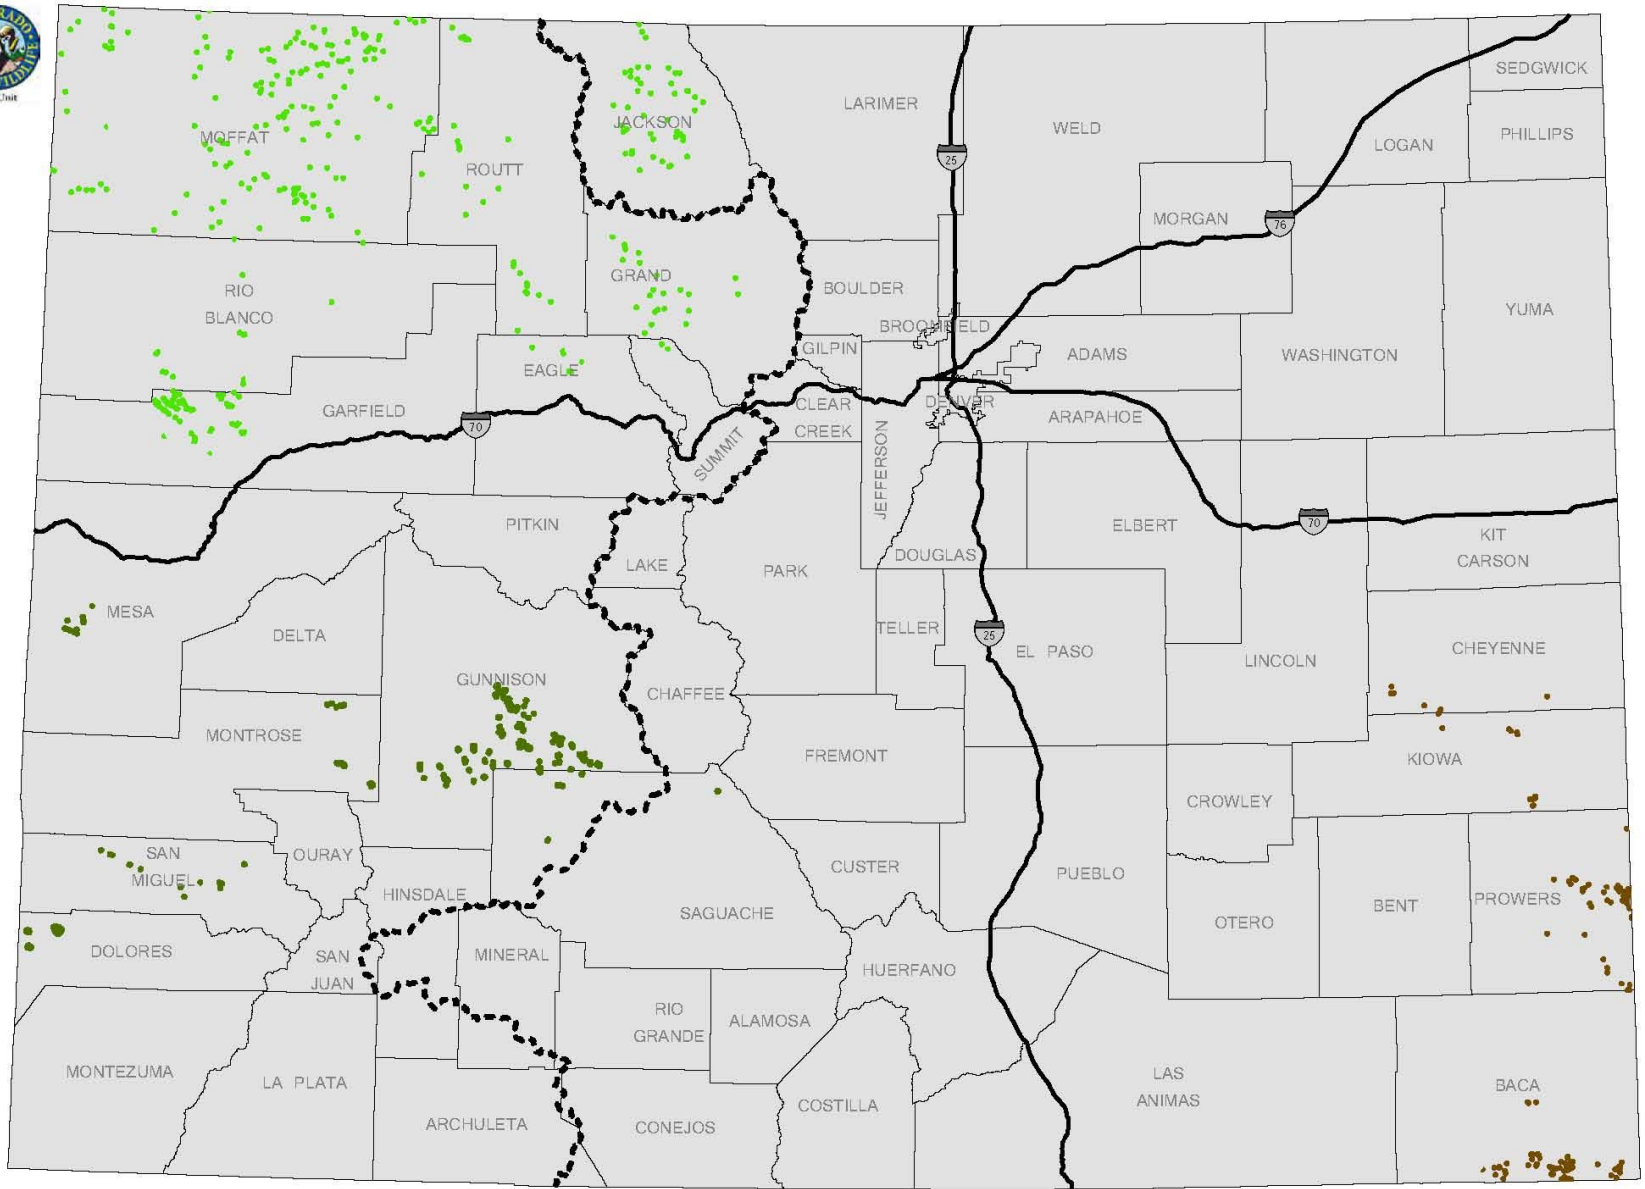 Unit
SEDGWICK
LARIMER
JACKSON
WELD
PHILLIPS
MOFFAT
LOGAN
25
ROUTT
MORGAN
76
GRAND
BOULDER
RIO
BLANCO
YUMA
BROOMFIELD
GILPIN
ADAMS
WASHINGTON
EAGLE
CLEAR
CREEK
DENVER
GARFIELD
ARAPAHOE
70
SUMMIT
JEFFERSON
PITKIN
ELBERT
70
KIT
CARSON
DOUGLAS
LAKE
PARK
MESA
DELTA
TELLER
25
EL PASO
LINCOLN
CHEYENNE
GUNNISON
CHAFFEE
MONTROSE
FREMONT
KIOWA
CROWLEY
SAN
MIGUEL
OURAY
CUSTER
PUEBLO
HINSDALE
SAGUACHE
OTERO
BENT
PROWERS
DOLORES
SAN
JUAN
MINERAL
HUERFANO
RIO
GRANDE
ALAMOSA
MONTEZUMA
LA PLATA
LAS
ANIMAS
BACA
COSTILLA
ARCHULETA
CONEJOS